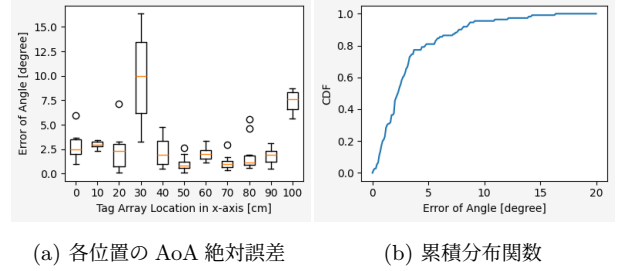 Error of Angle [degree]
15.0
12.5
10.0
7.5
5.0
2.5
0.0
0 10 20 30 40 50 60 70 80 90 100
Tag Array Location in x-axis [cm]
CDF
1.0
0.8
0.6
0.4
0.2
0.0
0 5 10 15 20
Error of Angle [degree]
(a) 各位置の AoA 絶対誤差
(b) 累積分布関数